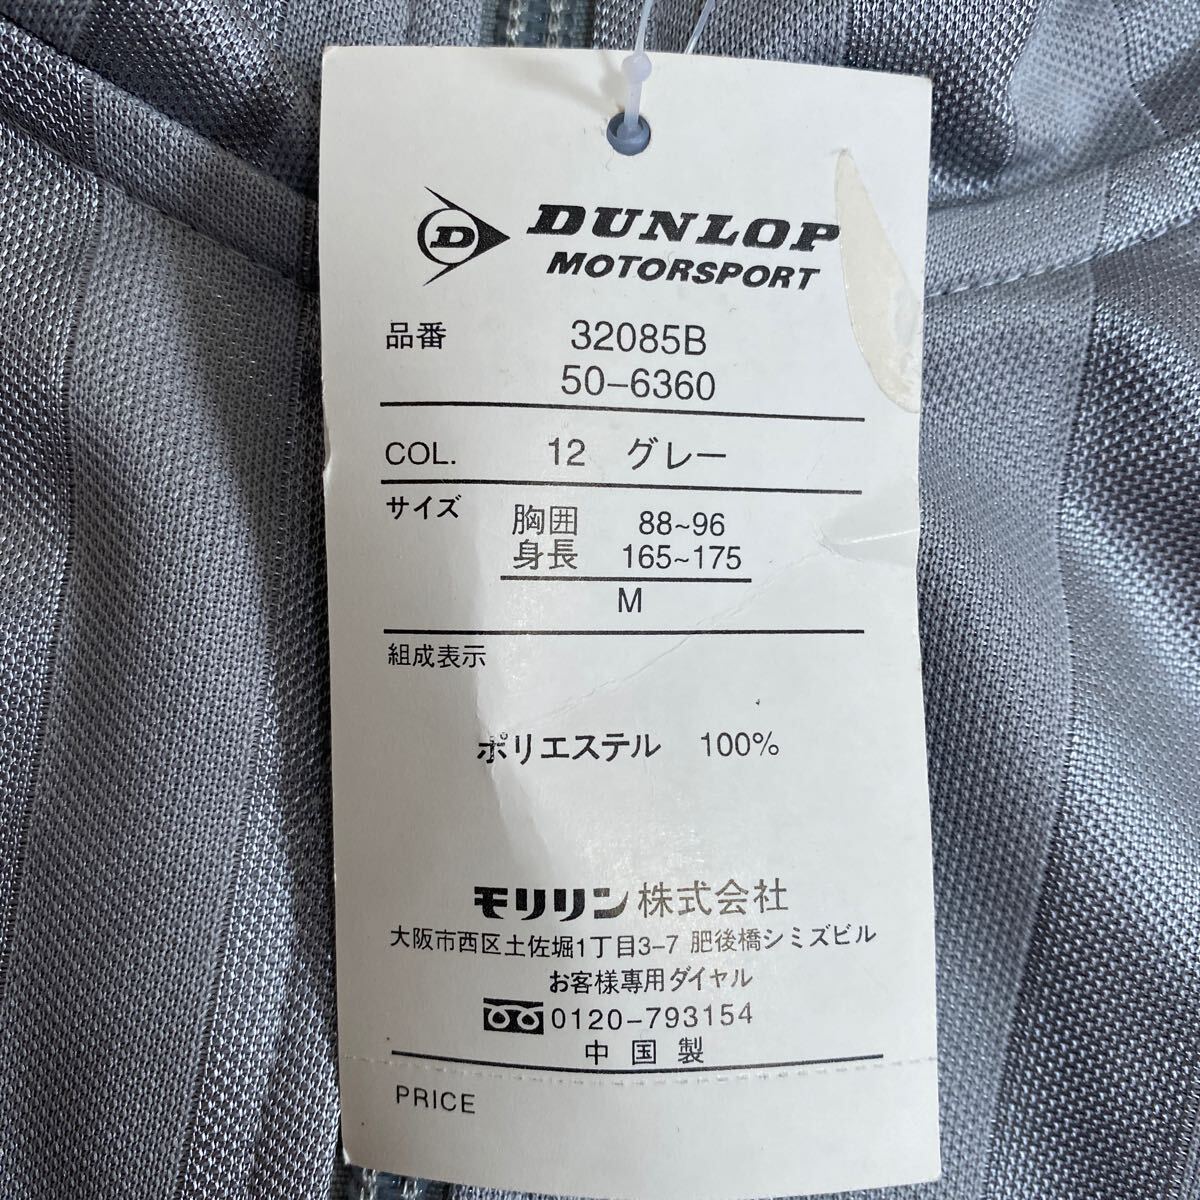 D DUNLOP
MOTORSPORT
品番 32085B
50-6360
COL. 12 グレー
サイズ 胸囲 88~96
身長 165~175
M
組成表示
ポリエステル 100%
モリリン株式会社
大阪市西区土佐堀1丁目3-7 肥後橋シミズビル
お客様専用ダイヤル
0120-793154
中国製
PRICE